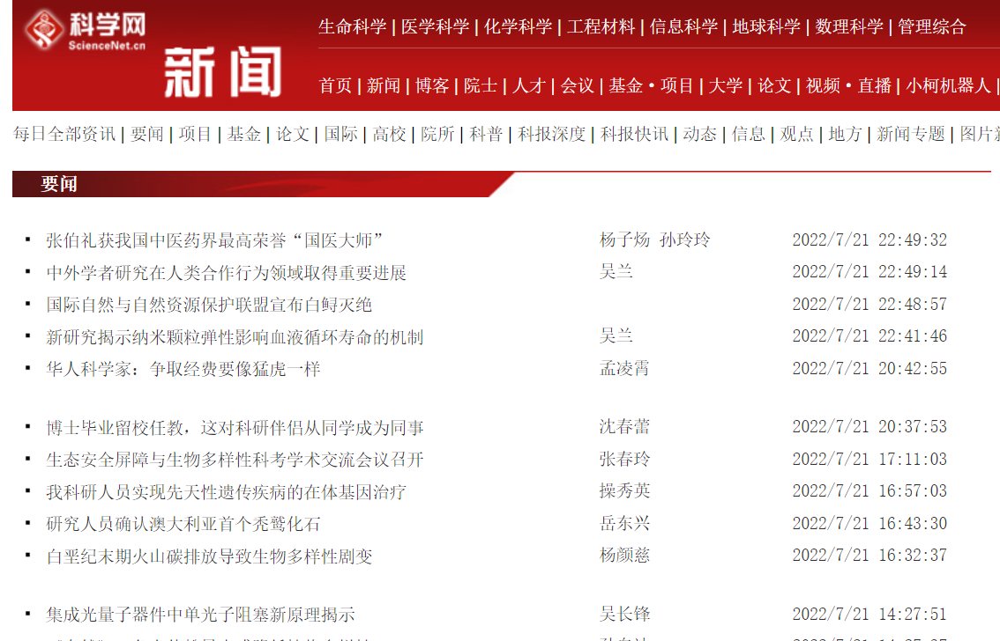 科学网
ScienceNet.cn
新闻
生命科学 | 医学科学 | 化学科学 | 工程材料 | 信息科学 | 地球科学 | 数理科学 | 管理综合
首页 | 新闻 | 博客 | 院士 | 人才 | 会议 | 基金 • 项目 | 大学 | 论文 | 视频 • 直播 | 小柯机器人 |
每日全部资讯 | 要闻 | 项目 | 基金 | 论文 | 国际 | 高校 | 院所 | 科普 | 科报深度 | 科报快讯 | 动态 | 信息 | 观点 | 地方 | 新闻专题 | 图片
要闻
张伯礼获我国中医药界最高荣誉“国医大师” 杨子炀 孙玲玲 2022/7/21 22:49:32
中外学者研究在人类合作行为领域取得重要进展 吴兰 2022/7/21 22:49:14
国际自然与自然资源保护联盟宣布白鲟灭绝 2022/7/21 22:48:57
新研究揭示纳米颗粒弹性影响血液循环寿命的机制 吴兰 2022/7/21 22:41:46
华人科学家：争取经费要像猛虎一样 孟凌霄 2022/7/21 20:42:55
博士毕业留校任教，这对科研伴侣从同学成为同事 沈春蕾 2022/7/21 20:37:53
生态安全屏障与生物多样性科考学术交流会议召开 张春玲 2022/7/21 17:11:03
我科研人员实现先天性遗传疾病的在体基因治疗 操秀英 2022/7/21 16:57:03
研究人员确认澳大利亚首个秃鹫化石 岳东兴 2022/7/21 16:43:30
白垩纪末期火山碳排放导致生物多样性剧变 杨颜慈 2022/7/21 16:32:37
集成光量子器件中单光子阻塞新原理揭示 吴长锋 2022/7/21 14:27:51